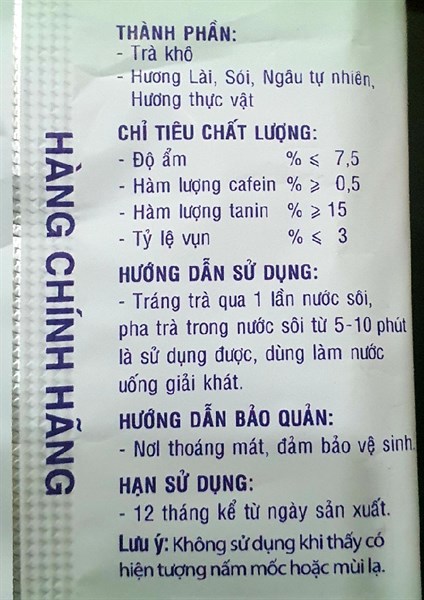 THÀNH PHẦN:
- Trà khô
- Hương Lài, Sói, Ngâu tự nhiên,
Hương thực vật
CHỈ TIÊU CHẤT LƯỢNG:
- Độ ẩm % ≤ 7,5
- Hàm lượng cafein % ≥ 0,5
- Hàm lượng tanin % ≥ 15
- Tỷ lệ vụn % ≤ 3
HƯỚNG DẪN SỬ DỤNG:
- Tráng trà qua 1 lần nước sôi,
pha trà trong nước sôi từ 5-10 phút
là sử dụng được, dùng làm nước
uống giải khát.
HƯỚNG DẪN BẢO QUẢN:
- Nơi thoáng mát, đảm bảo vệ sinh.
HẠN SỬ DỤNG:
- 12 tháng kể từ ngày sản xuất.
Lưu ý: Không sử dụng khi thấy có
hiện tượng nấm mốc hoặc mùi lạ.
HÀNG CHÍNH HÃNG